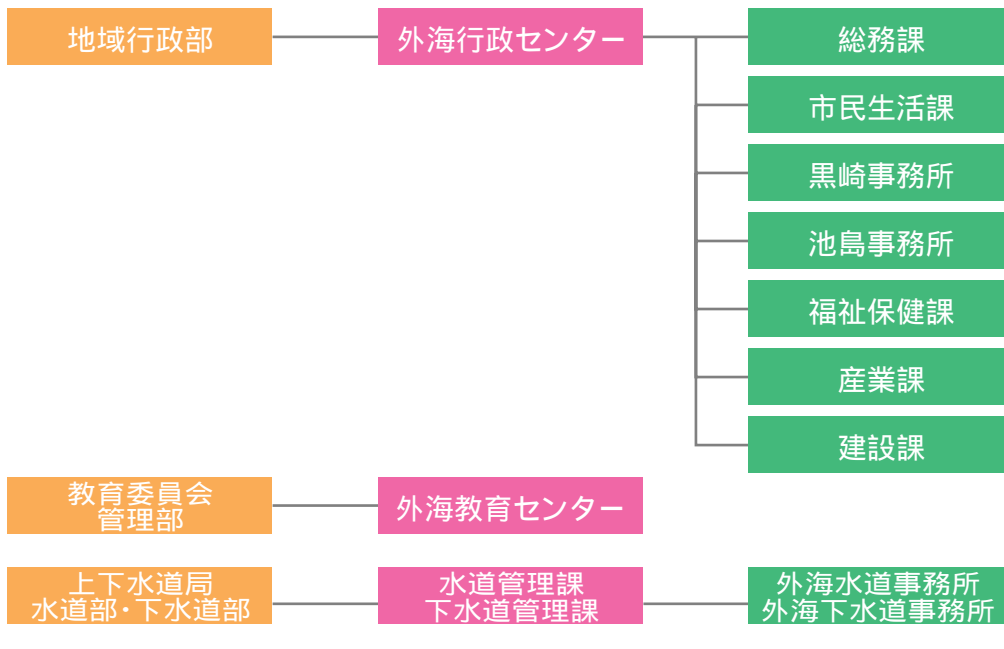 地域行政部
外海行政センター
総務課
市民生活課
黒崎事務所
池島事務所
福祉保健課
産業課
建設課
教育委員会
管理部
外海教育センター
上下水道局
水道部・下水道部
水道管理課
下水道管理課
外海水道事務所
外海下水道事務所